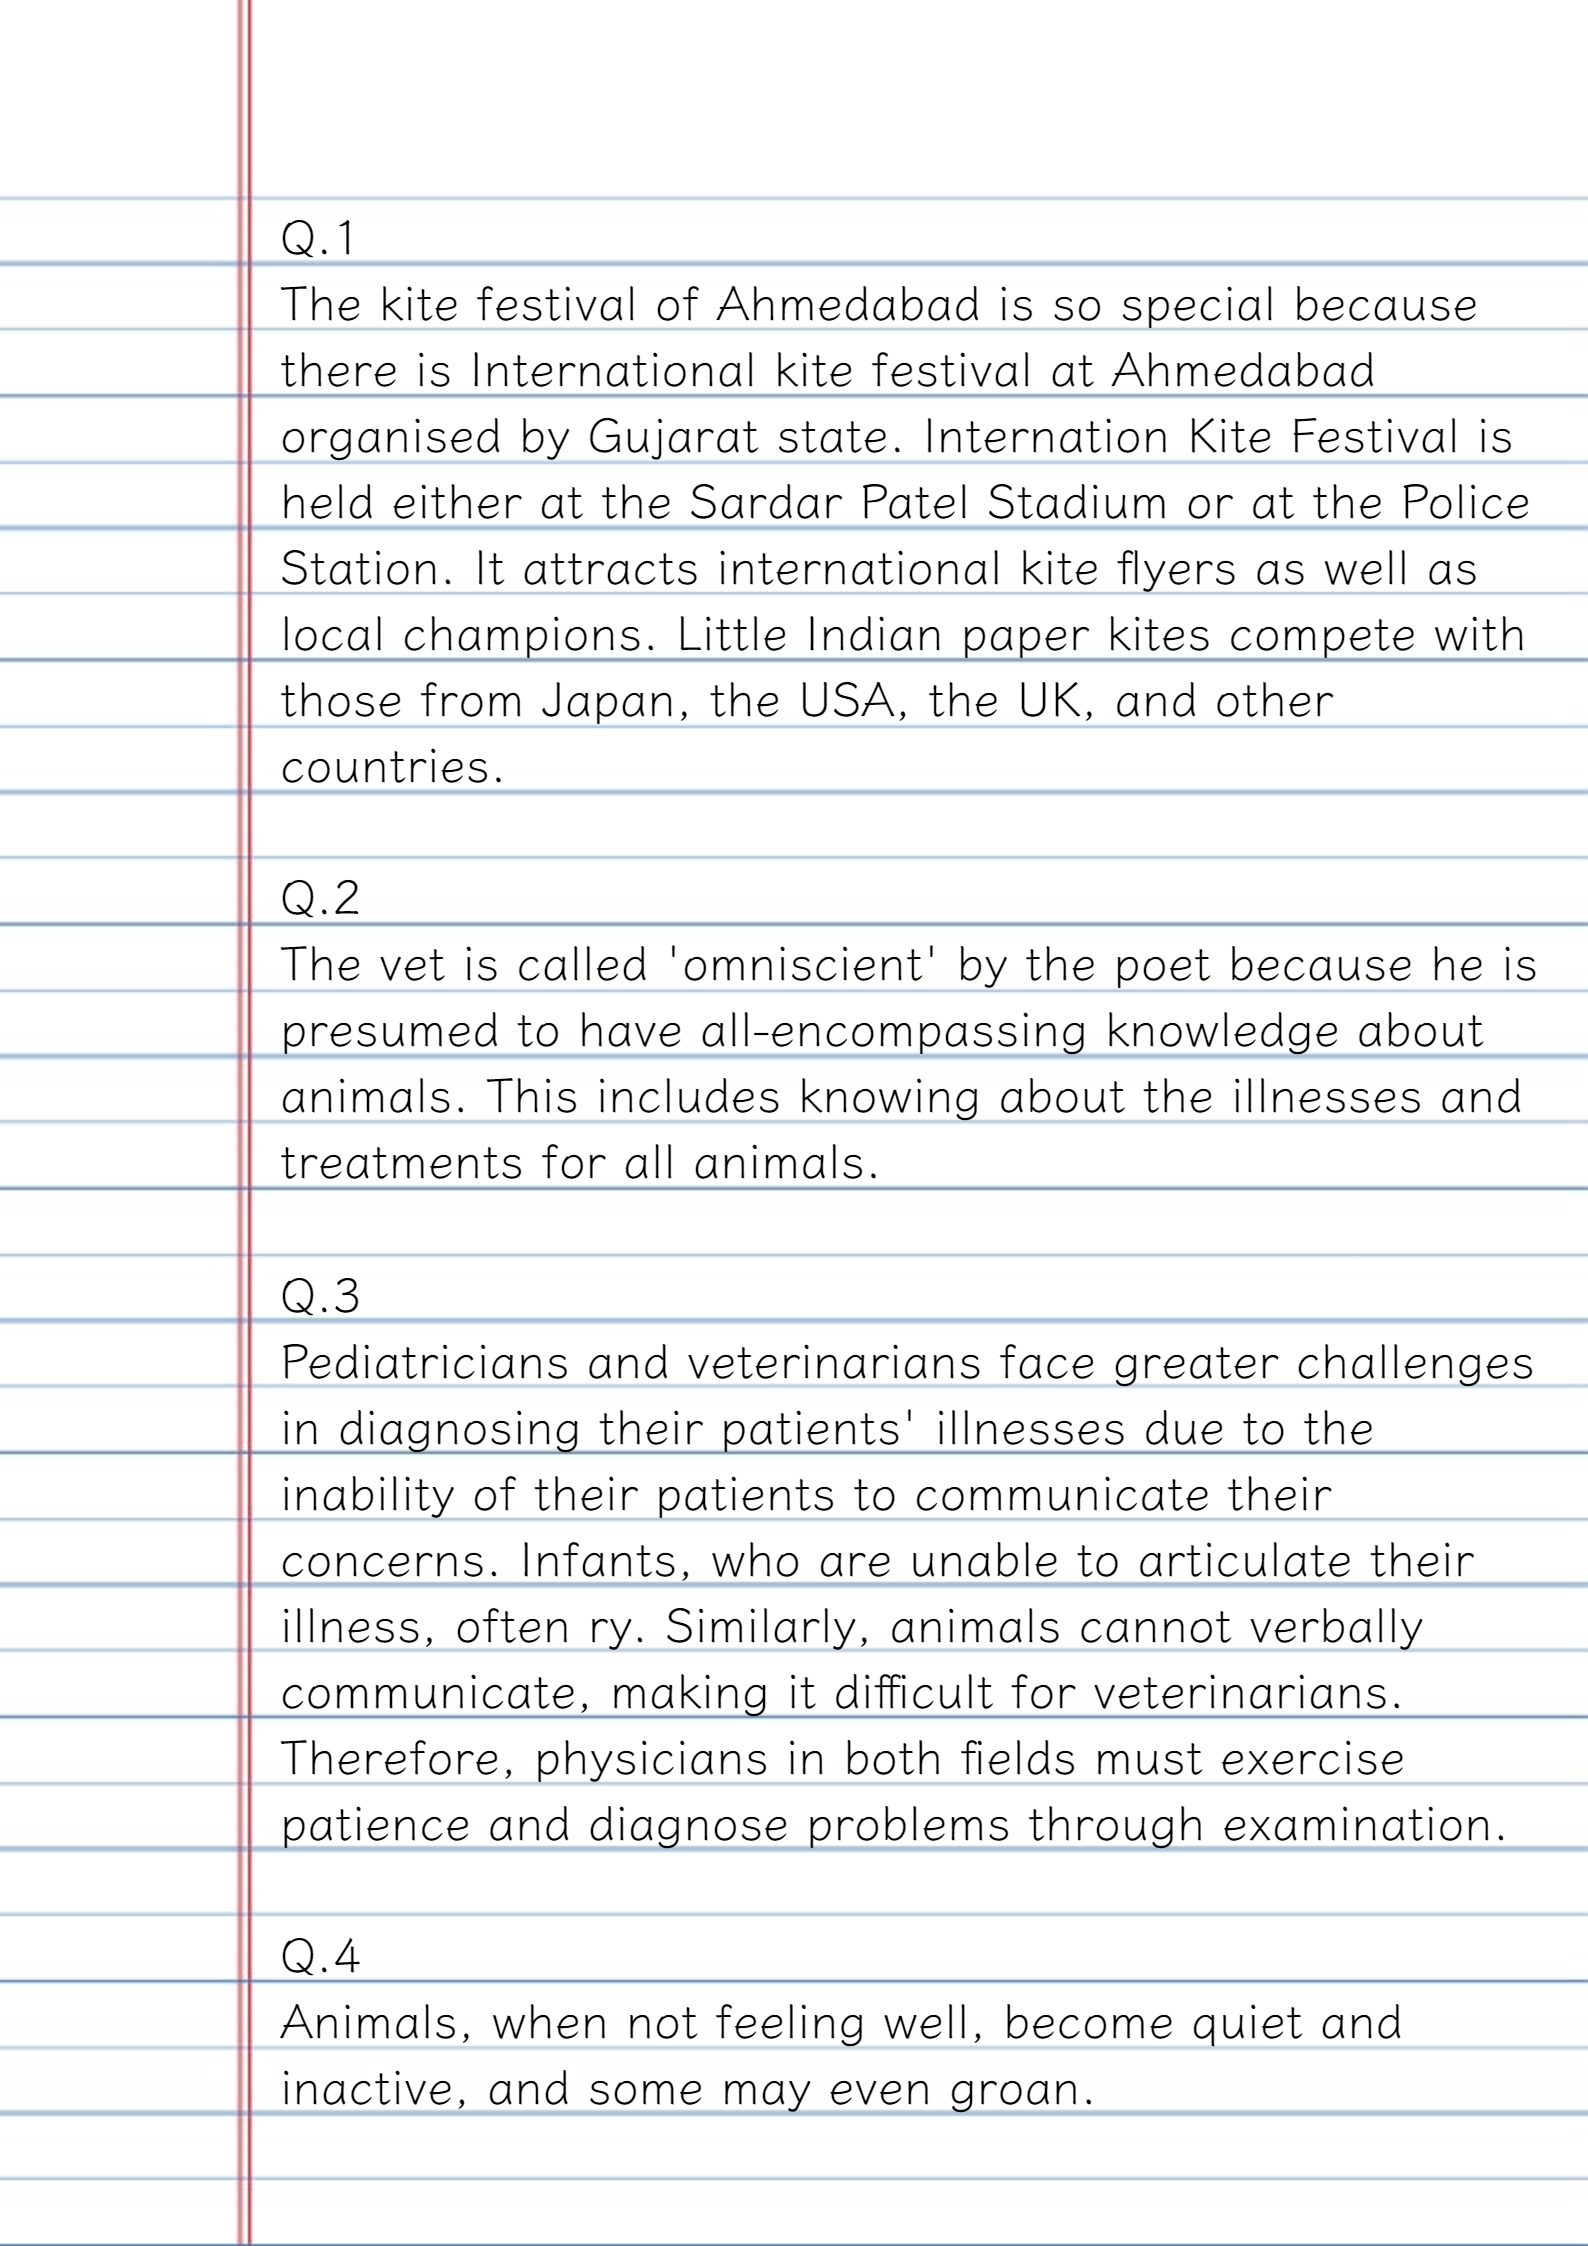 Q.1
The kite festival of Ahmedabad is so special because
there is International kite festival at Ahmedabad
organised by Gujarat state. Internation Kite Festival is
held either at the Sardar Patel Stadium or at the Police
Station. It attracts international kite flyers as well as
local champions. Little Indian paper kites compete with
those from Japan, the USA, the UK, and other
countries.
Q.2
The vet is called 'omniscient' by the poet because he is
presumed to have all-encompassing knowledge about
animals. This includes knowing about the illnesses and
treatments for all animals.
Q.3
Pediatricians and veterinarians face greater challenges
in diagnosing their patients' illnesses due to the
inability of their patients to communicate their
concerns. Infants, who are unable to articulate their
illness, often ry. Similarly, animals cannot verbally
communicate, making it difficult for veterinarians.
Therefore, physicians in both fields must exercise
patience and diagnose problems through examination.
Q.4
Animals, when not feeling well, become quiet and
inactive, and some may even groan.